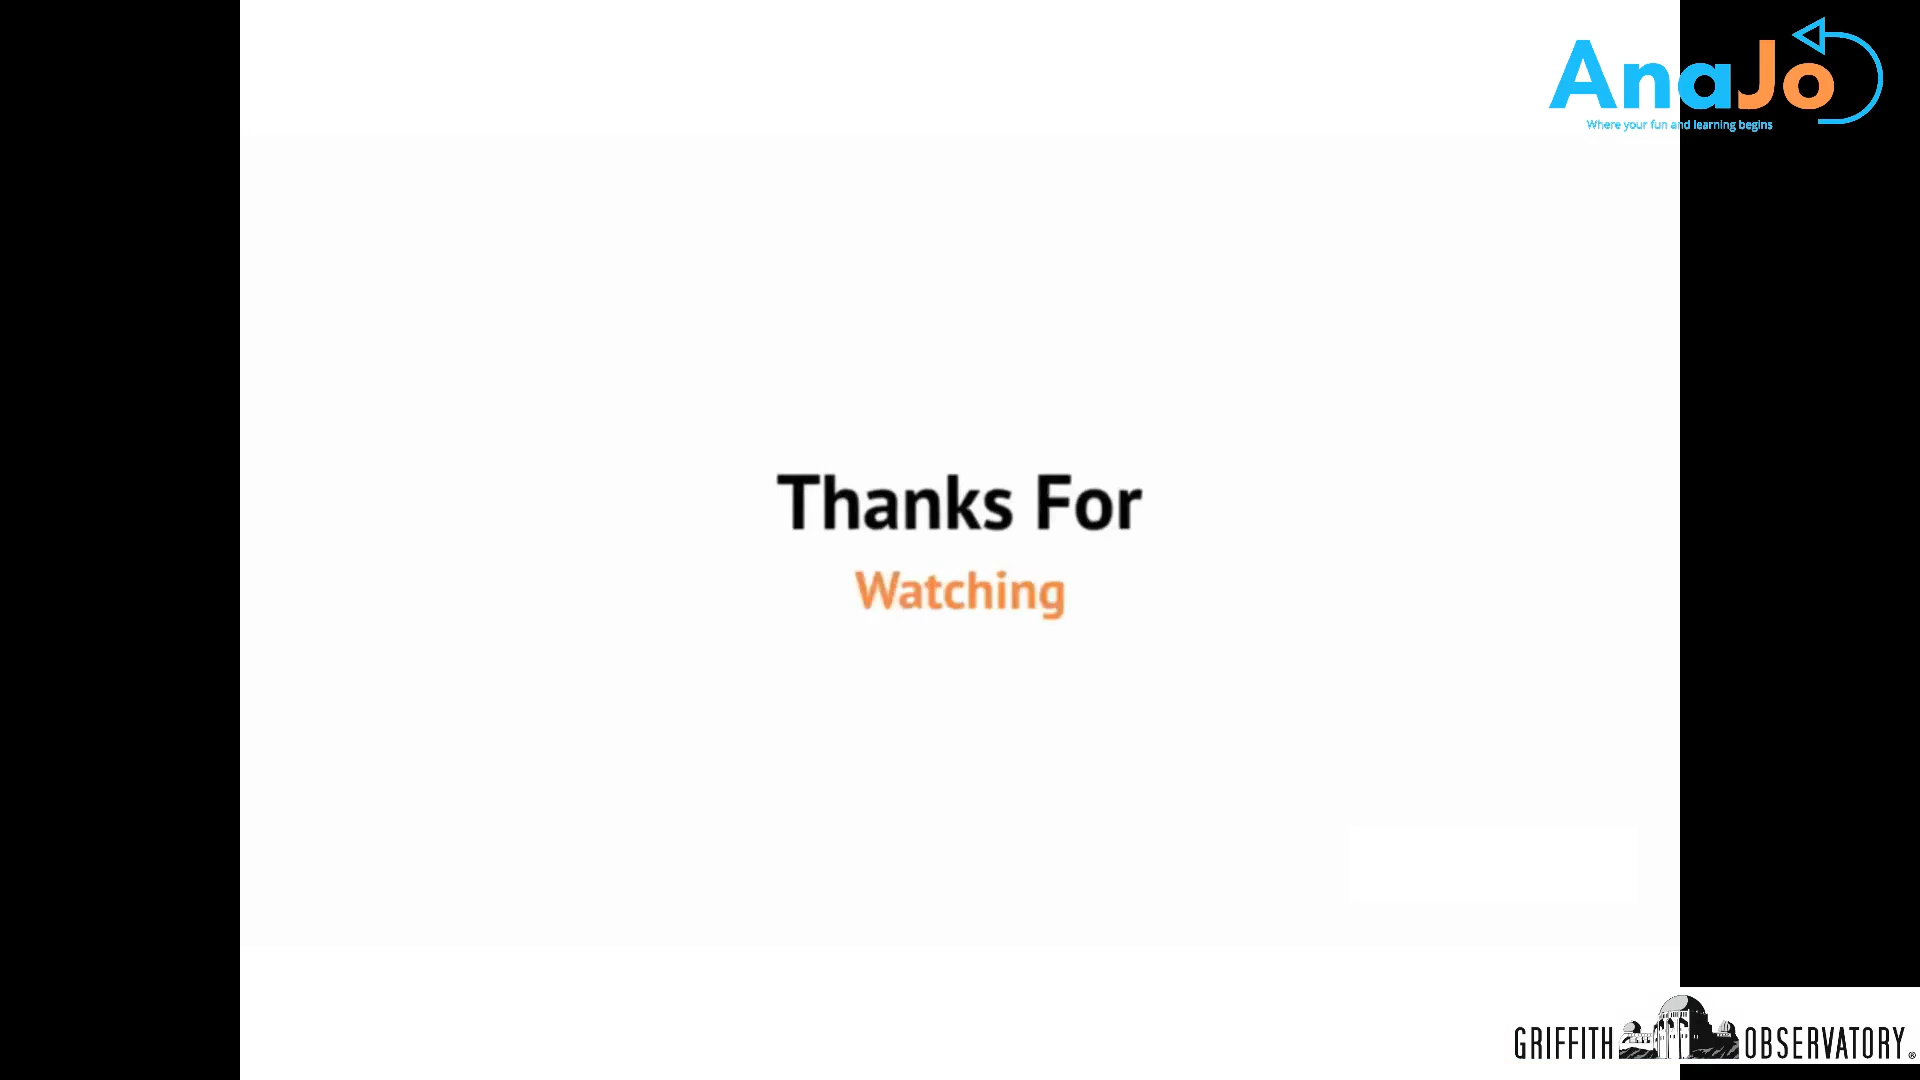 AnaJo
Where your fun and learning begins
Thanks For
Watching
GRIFFITH OBSERVATORY®